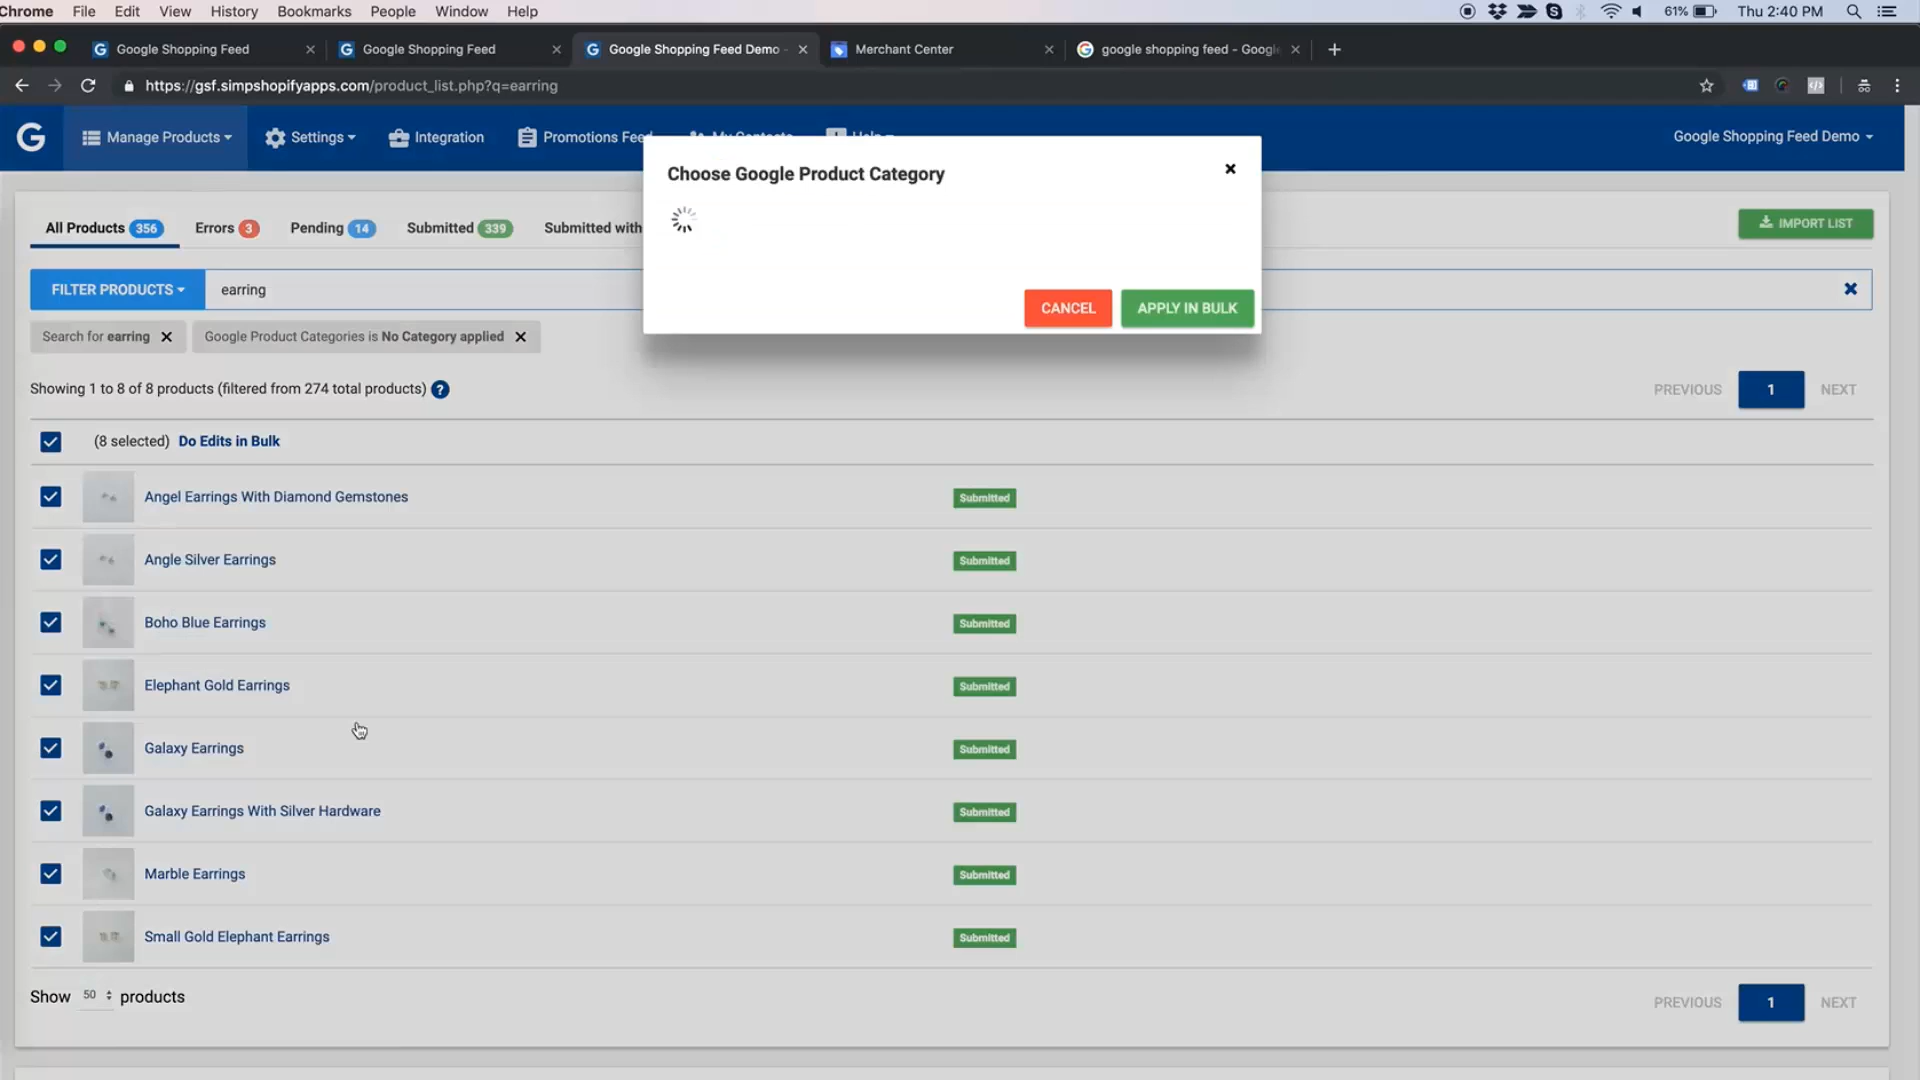 Chrome File Edit View History Bookmarks People Window Help 61% Thu 2:40 PM
Google Shopping Feed Google Shopping Feed Google Shopping Feed Demo - Merchant Center google shopping feed - Google
https://gsf.simpshopifyapps.com/product_list.php?q=earring
G Manage Products Settings Integration Promotions Feed Google Shopping Feed Demo
Choose Google Product Category
All Products 356 Errors 3 Pending 14 Submitted 339 Submitted with IMPORT LIST
FILTER PRODUCTS earring
CANCEL APPLY IN BULK
Search for earring Google Product Categories is No Category applied
Showing 1 to 8 of 8 products (filtered from 274 total products) ? PREVIOUS 1 NEXT
(8 selected) Do Edits in Bulk
Angel Earrings With Diamond Gemstones Submitted
Angle Silver Earrings Submitted
Boho Blue Earrings Submitted
Elephant Gold Earrings Submitted
Galaxy Earrings Submitted
Galaxy Earrings With Silver Hardware Submitted
Marble Earrings Submitted
Small Gold Elephant Earrings Submitted
Show 50 products PREVIOUS 1 NEXT